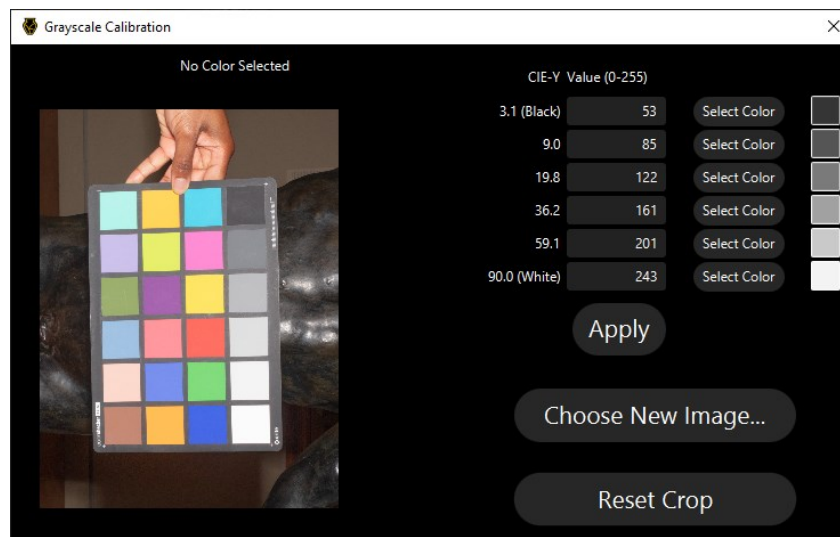 Grayscale Calibration
No Color Selected
CIE-Y Value (0-255)
3.1 (Black) 53 Select Color
9.0 85 Select Color
19.8 122 Select Color
36.2 161 Select Color
59.1 201 Select Color
90.0 (White) 243 Select Color
Apply
Choose New Image...
Reset Crop